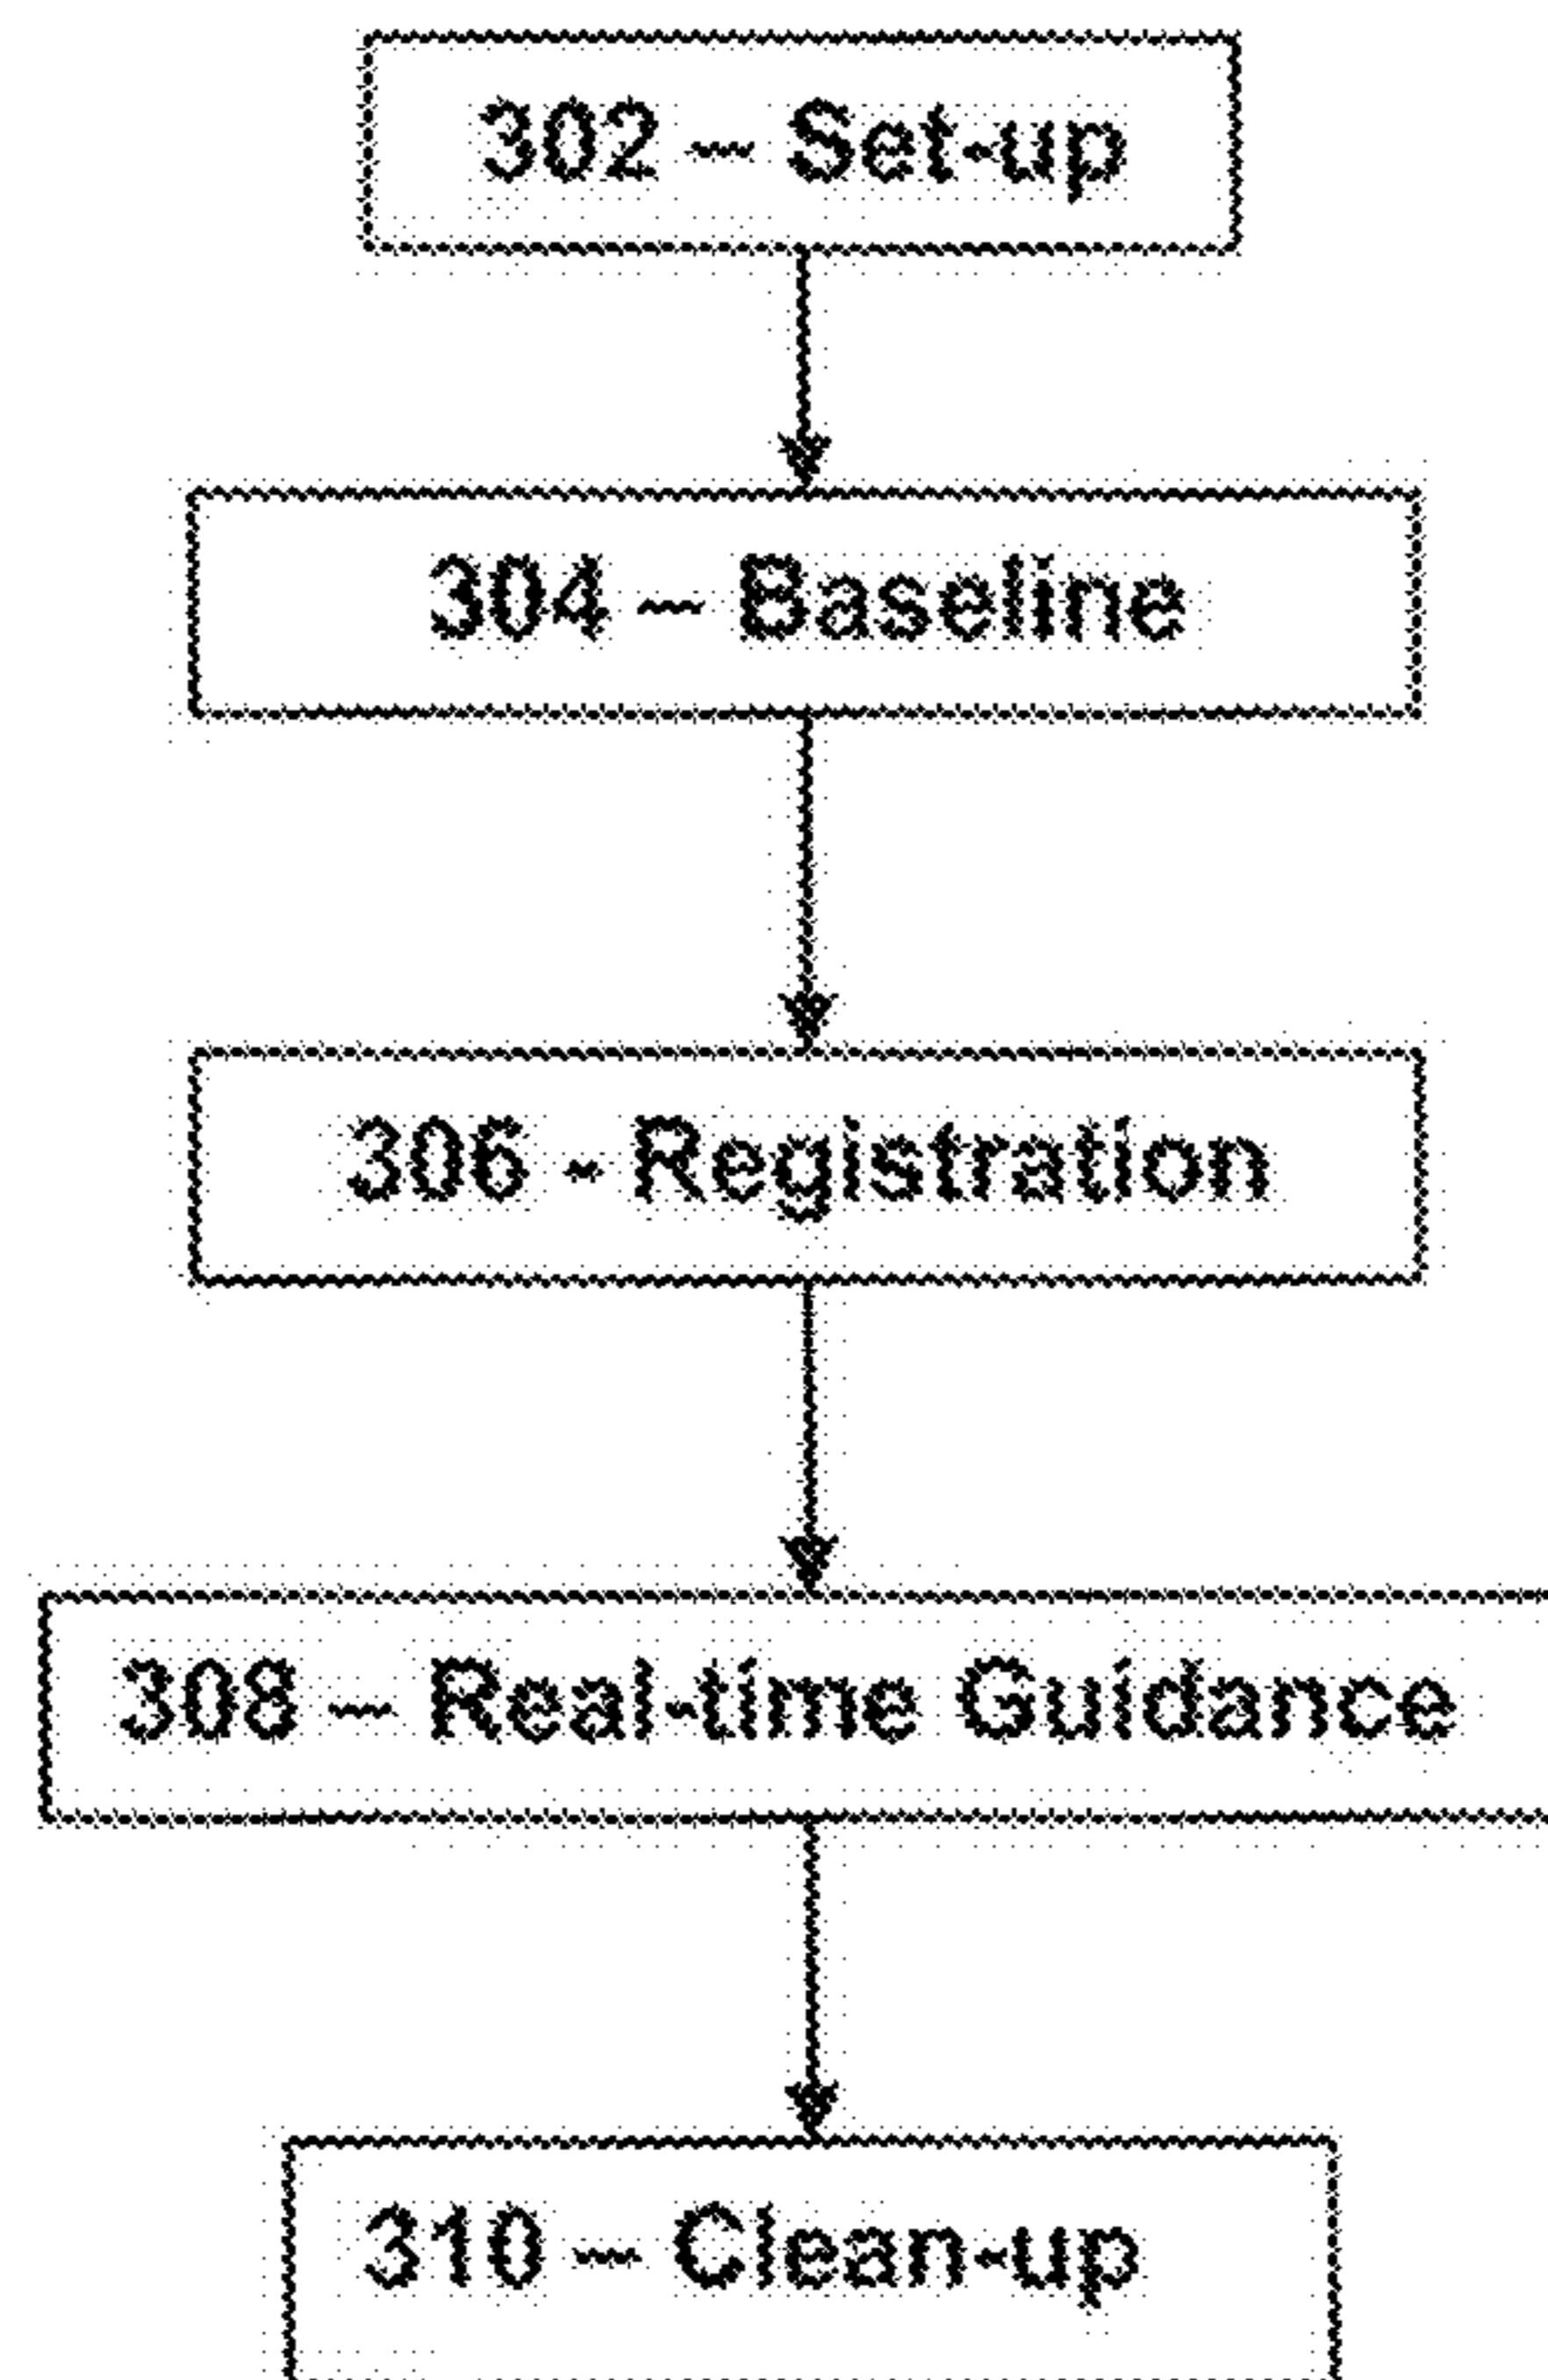 302 – Set-up
304 – Baseline
306 - Registration
308 – Real-time Guidance
310 – Clean-up